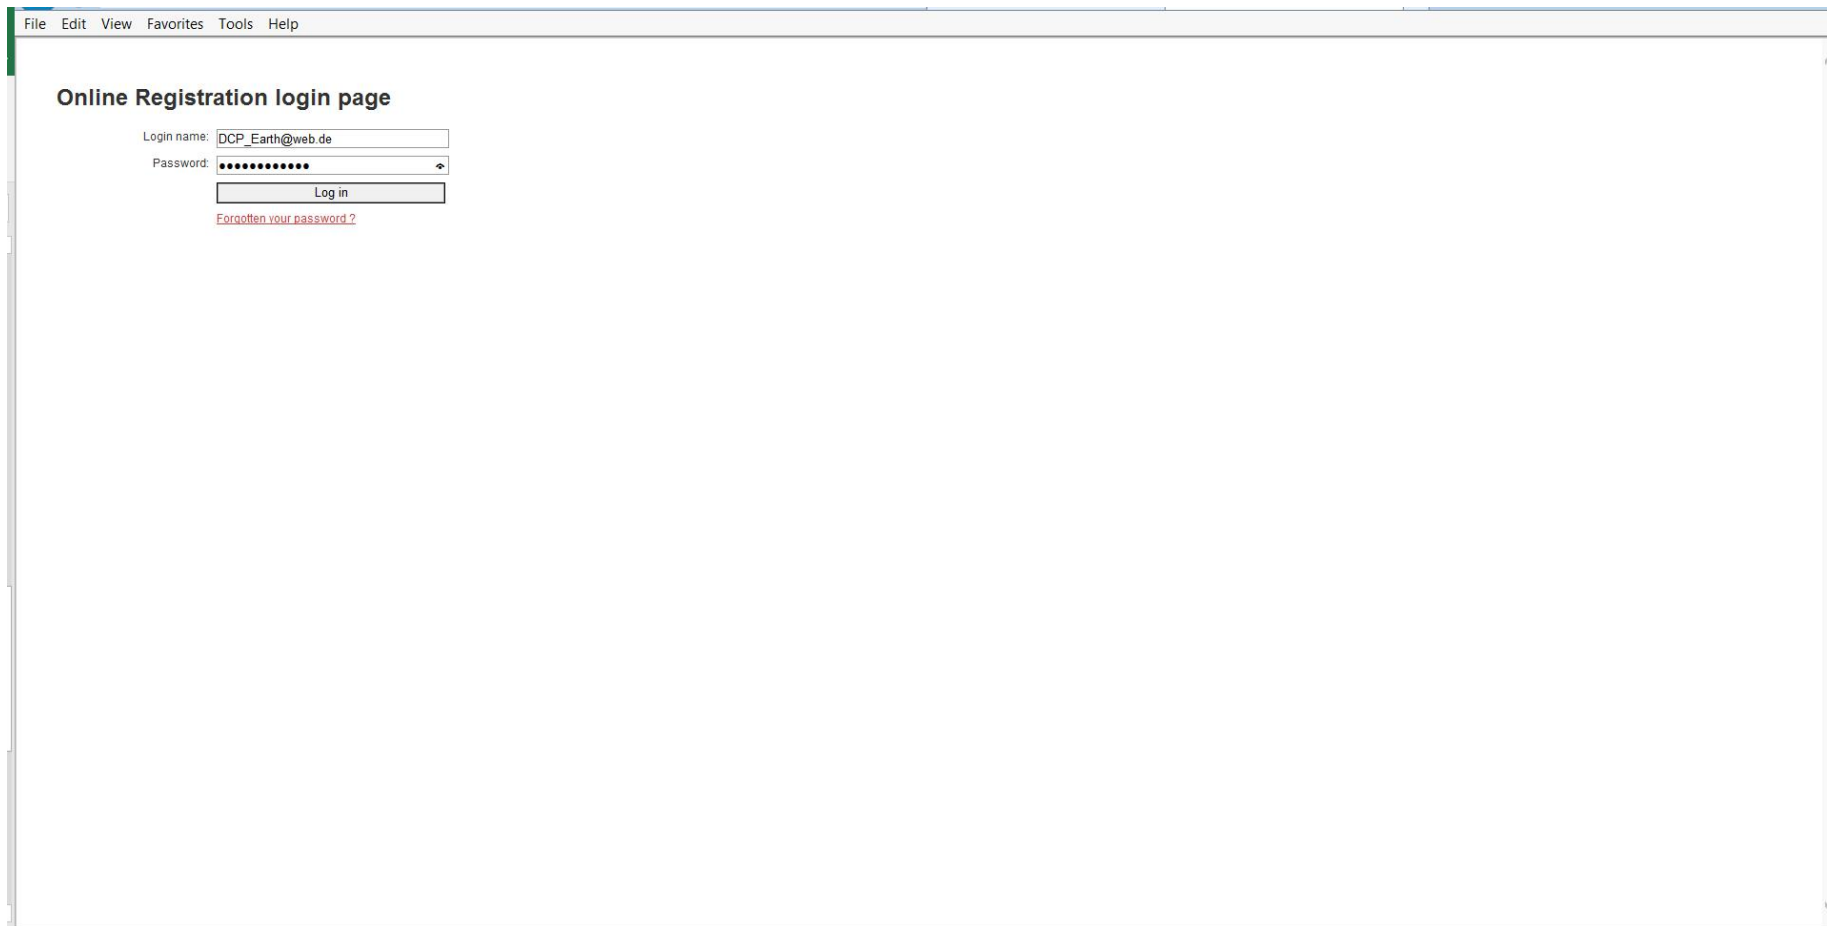 File Edit View Favorites Tools Help
Online Registration login page
Login name: DCP_Earth@web.de
Password: ●●●●●●●●●●●●
Log in
Forgotten your password ?